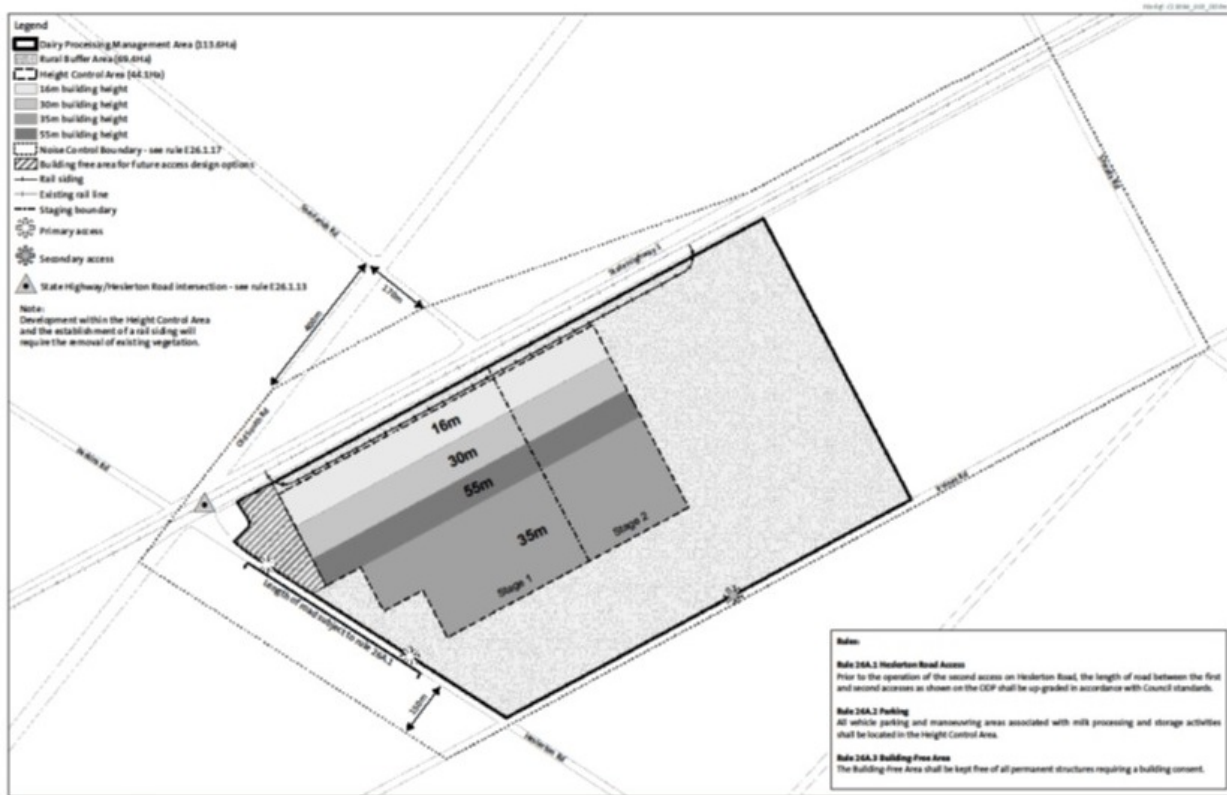 Legend
Dairy Processing Management Area (113.6Ha)
Rural Buffer Area (69.4Ha)
Height Control Area (44.1Ha)
16m building height
30m building height
35m building height
55m building height
Noise Control Boundary - see rule E26.1.17
Building free area for future access design options
Rail siding
Existing rail line
Staging boundary
Primary access
Secondary access
State Highway/Heslerton Road intersection - see rule E26.1.13
Note:
Development within the Height Control Area
and the establishment of a rail siding will
require the removal of existing vegetation.
170m
400m
State Highway 1
Old South Rd
16m
30m
55m
35m
Stage 1
Stage 2
Length of road subject to rule 26A.1
150m
Heslerton Rd
Rules:
Rule 26A.1 Heslerton Road Access
Prior to the operation of the second access on Heslerton Road, the length of road between the first
and second accesses as shown on the ODP shall be up-graded in accordance with Council standards.
Rule 26A.2 Parking
All vehicle parking and manoeuvring areas associated with milk processing and storage activities
shall be located in the Height Control Area.
Rule 26A.3 Building-Free Area
The Building-Free Area shall be kept free of all permanent structures requiring a building consent.